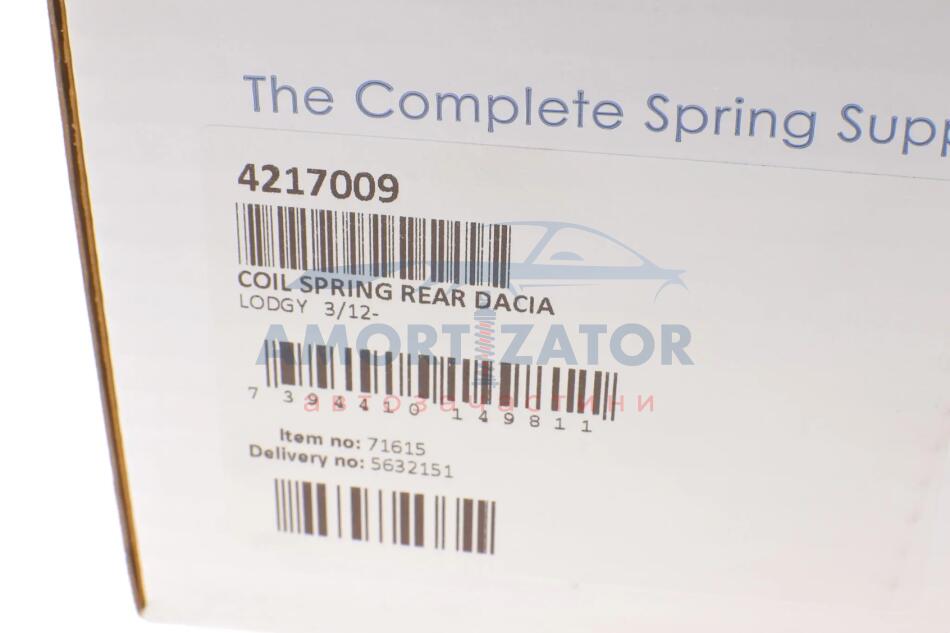 The Complete Spring Supp
4217009
COIL SPRING REAR DACIA
LODGY 3/12-
AMORTIZATOR
автозапчастини
7 394410 149811
Item no: 71615
Delivery no: 5632151